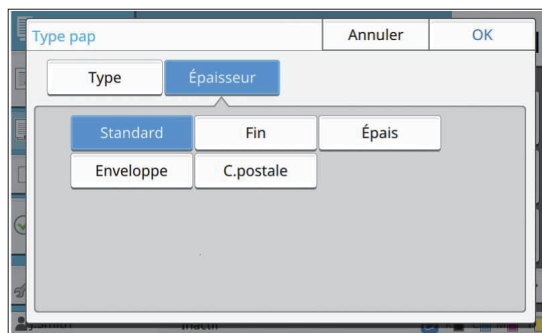 Type pap Annuler OK
Type Épaisseur
Standard Fin Épais
Enveloppe C.postale